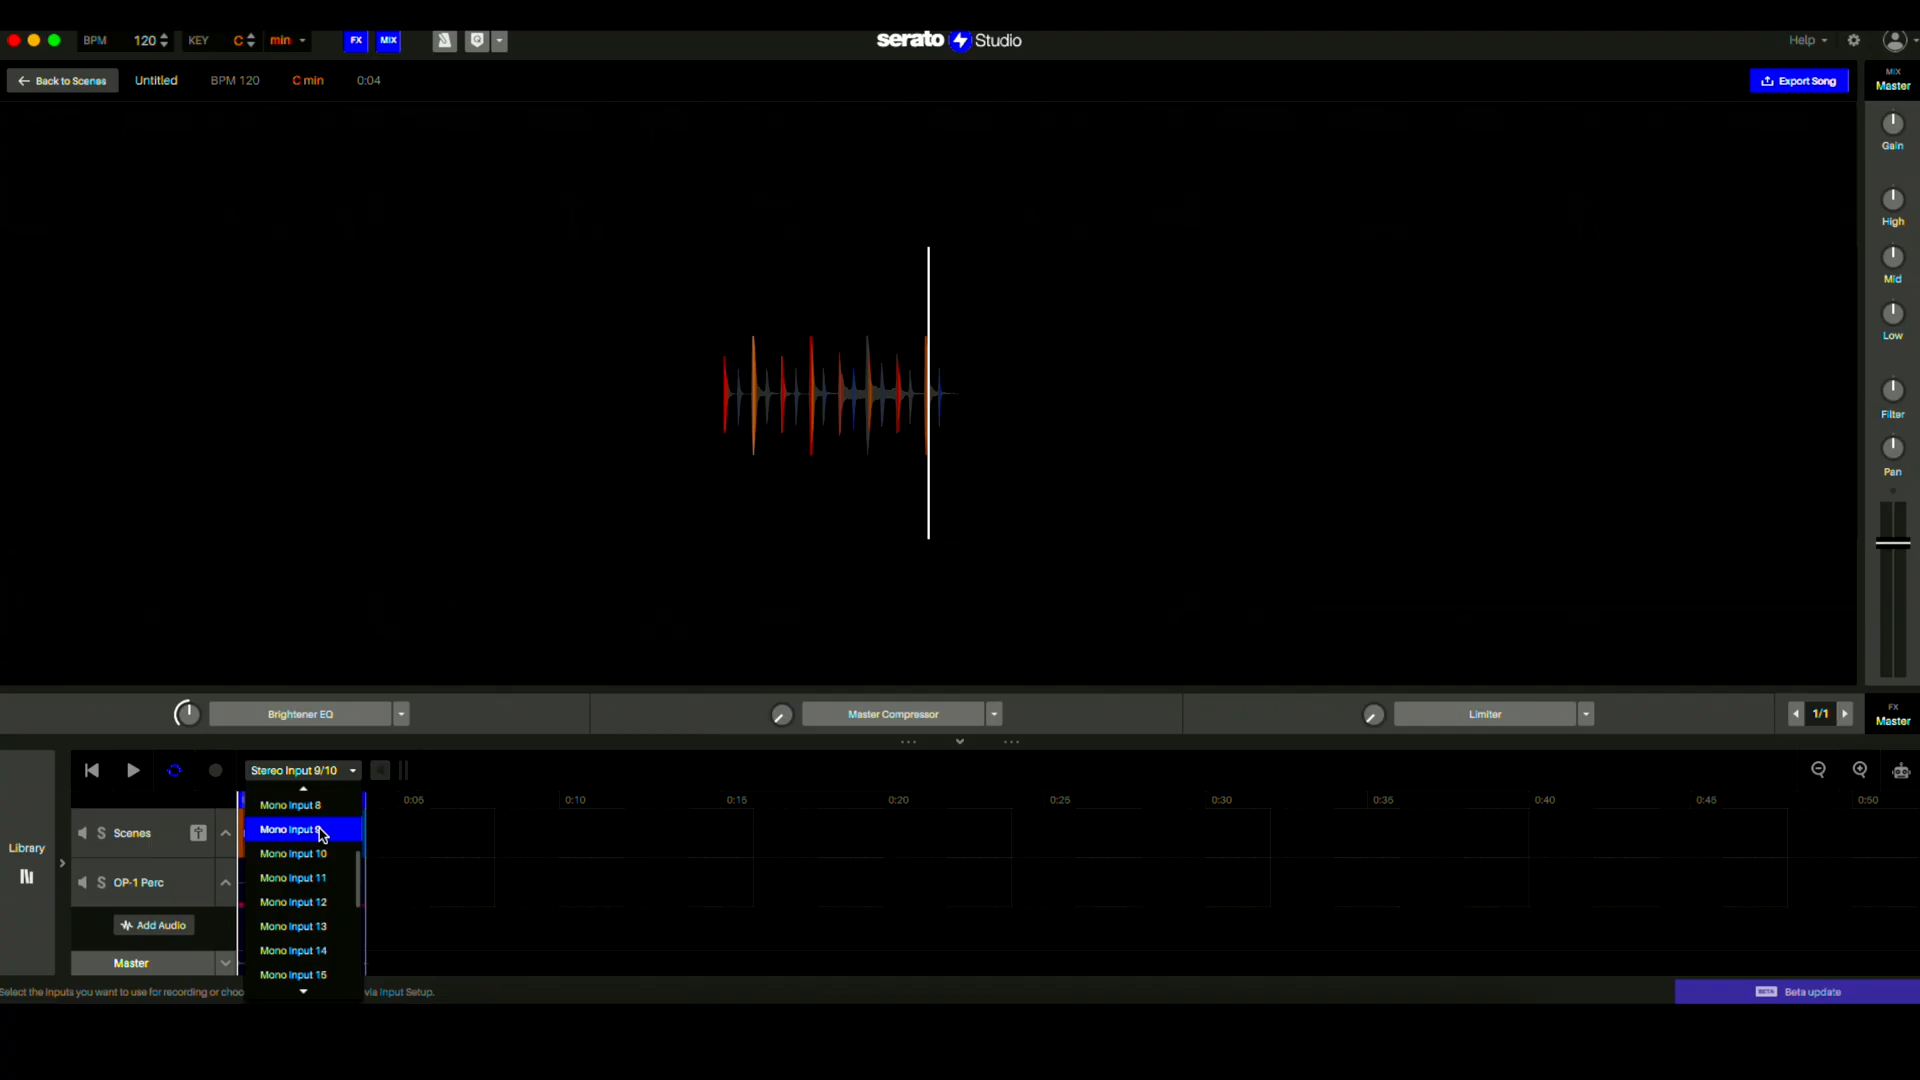 BPM 120 KEY C min FX MIX serato Studio Help
Back to Scenes Untitled BPM 120 C min 0:04 Export Song
MIX
Master
Gain
High
Mid
Low
Filter
Pan
Brightener EQ Master Compressor Limiter 1/1
FX
Master
Stereo Input 9/10
0:05 0:10 0:15 0:20 0:25 0:30 0:35 0:40 0:45 0:50
Mono Input 8
Mono Input 9
Mono Input 10
Mono Input 11
Mono Input 12
Mono Input 13
Mono Input 14
Mono Input 15
Library
S Scenes
S OP-1 Perc
Add Audio
Master
Select the inputs you want to use for recording or choo via Input Setup.
BETA Beta update